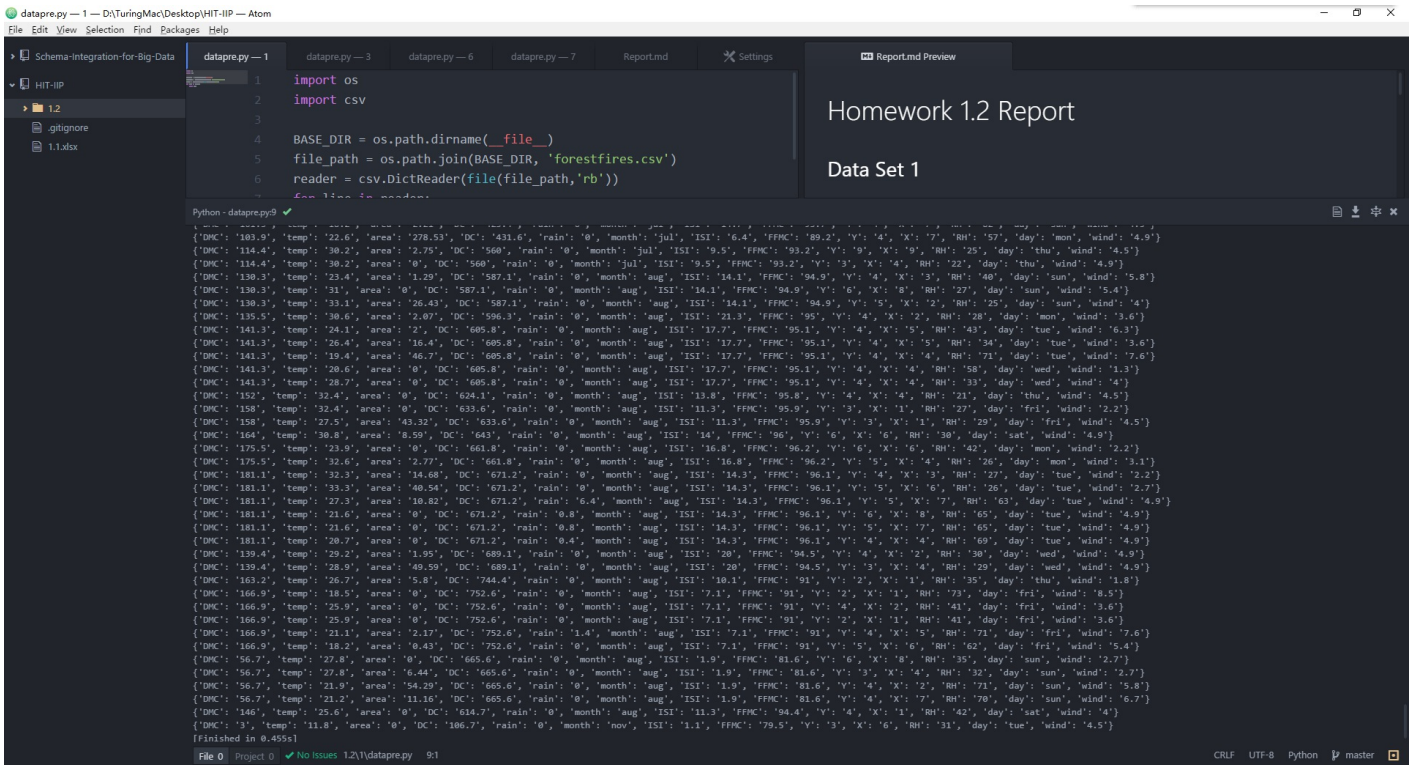 datapre.py — 1 — D:\TuringMac\Desktop\HIT-IIP — Atom
File Edit View Selection Find Packages Help
Schema-Integration-for-Big-Data
HIT-IIP
1.2
.gitignore
1.1.xlsx
datapre.py — 1
datapre.py — 3
datapre.py — 6
datapre.py — 7
Report.md
Settings
Report.md Preview
1 import os
2 import csv
3
4 BASE_DIR = os.path.dirname(__file__)
5 file_path = os.path.join(BASE_DIR, 'forestfires.csv')
6 reader = csv.DictReader(file(file_path,'rb'))
for line in reader:
Homework 1.2 Report
Data Set 1
Python - datapre.py:9
{'DMC': '103.9', 'temp': '22.6', 'area': '278.53', 'DC': '431.6', 'rain': '0', 'month': 'jul', 'ISI': '6.4', 'FFMC': '89.2', 'Y': '4', 'X': '7', 'RH': '57', 'day': 'mon', 'wind': '4.9'}
{'DMC': '114.4', 'temp': '30.2', 'area': '2.75', 'DC': '560', 'rain': '0', 'month': 'jul', 'ISI': '9.5', 'FFMC': '93.2', 'Y': '9', 'X': '9', 'RH': '25', 'day': 'thu', 'wind': '4.5'}
{'DMC': '114.4', 'temp': '30.2', 'area': '0', 'DC': '560', 'rain': '0', 'month': 'jul', 'ISI': '9.5', 'FFMC': '93.2', 'Y': '3', 'X': '4', 'RH': '22', 'day': 'thu', 'wind': '4.9'}
{'DMC': '130.3', 'temp': '23.4', 'area': '1.29', 'DC': '587.1', 'rain': '0', 'month': 'aug', 'ISI': '14.1', 'FFMC': '94.9', 'Y': '4', 'X': '3', 'RH': '40', 'day': 'sun', 'wind': '5.8'}
{'DMC': '130.3', 'temp': '31', 'area': '0', 'DC': '587.1', 'rain': '0', 'month': 'aug', 'ISI': '14.1', 'FFMC': '94.9', 'Y': '6', 'X': '8', 'RH': '27', 'day': 'sun', 'wind': '5.4'}
{'DMC': '130.3', 'temp': '33.1', 'area': '26.43', 'DC': '587.1', 'rain': '0', 'month': 'aug', 'ISI': '14.1', 'FFMC': '94.9', 'Y': '5', 'X': '2', 'RH': '25', 'day': 'sun', 'wind': '4'}
{'DMC': '135.5', 'temp': '30.6', 'area': '2.07', 'DC': '596.3', 'rain': '0', 'month': 'aug', 'ISI': '21.3', 'FFMC': '95', 'Y': '4', 'X': '2', 'RH': '28', 'day': 'mon', 'wind': '3.6'}
{'DMC': '141.3', 'temp': '24.1', 'area': '2', 'DC': '605.8', 'rain': '0', 'month': 'aug', 'ISI': '17.7', 'FFMC': '95.1', 'Y': '4', 'X': '5', 'RH': '43', 'day': 'tue', 'wind': '6.3'}
{'DMC': '141.3', 'temp': '26.4', 'area': '16.4', 'DC': '605.8', 'rain': '0', 'month': 'aug', 'ISI': '17.7', 'FFMC': '95.1', 'Y': '4', 'X': '5', 'RH': '34', 'day': 'tue', 'wind': '3.6'}
{'DMC': '141.3', 'temp': '19.4', 'area': '46.7', 'DC': '605.8', 'rain': '0', 'month': 'aug', 'ISI': '17.7', 'FFMC': '95.1', 'Y': '4', 'X': '4', 'RH': '71', 'day': 'tue', 'wind': '7.6'}
{'DMC': '141.3', 'temp': '20.6', 'area': '0', 'DC': '605.8', 'rain': '0', 'month': 'aug', 'ISI': '17.7', 'FFMC': '95.1', 'Y': '4', 'X': '4', 'RH': '58', 'day': 'wed', 'wind': '1.3'}
{'DMC': '141.3', 'temp': '28.7', 'area': '0', 'DC': '605.8', 'rain': '0', 'month': 'aug', 'ISI': '17.7', 'FFMC': '95.1', 'Y': '4', 'X': '4', 'RH': '33', 'day': 'wed', 'wind': '4'}
{'DMC': '152', 'temp': '32.4', 'area': '0', 'DC': '624.1', 'rain': '0', 'month': 'aug', 'ISI': '13.8', 'FFMC': '95.8', 'Y': '4', 'X': '4', 'RH': '21', 'day': 'thu', 'wind': '4.5'}
{'DMC': '158', 'temp': '32.4', 'area': '0', 'DC': '633.6', 'rain': '0', 'month': 'aug', 'ISI': '11.3', 'FFMC': '95.9', 'Y': '3', 'X': '1', 'RH': '27', 'day': 'fri', 'wind': '2.2'}
{'DMC': '158', 'temp': '27.5', 'area': '43.32', 'DC': '633.6', 'rain': '0', 'month': 'aug', 'ISI': '11.3', 'FFMC': '95.9', 'Y': '3', 'X': '1', 'RH': '29', 'day': 'fri', 'wind': '4.5'}
{'DMC': '164', 'temp': '30.8', 'area': '8.59', 'DC': '643', 'rain': '0', 'month': 'aug', 'ISI': '14', 'FFMC': '96', 'Y': '6', 'X': '6', 'RH': '30', 'day': 'sat', 'wind': '4.9'}
{'DMC': '175.5', 'temp': '23.9', 'area': '0', 'DC': '661.8', 'rain': '0', 'month': 'aug', 'ISI': '16.8', 'FFMC': '96.2', 'Y': '6', 'X': '6', 'RH': '42', 'day': 'mon', 'wind': '2.2'}
{'DMC': '175.5', 'temp': '32.6', 'area': '2.77', 'DC': '661.8', 'rain': '0', 'month': 'aug', 'ISI': '16.8', 'FFMC': '96.2', 'Y': '5', 'X': '4', 'RH': '26', 'day': 'mon', 'wind': '3.1'}
{'DMC': '181.1', 'temp': '32.3', 'area': '14.68', 'DC': '671.2', 'rain': '0', 'month': 'aug', 'ISI': '14.3', 'FFMC': '96.1', 'Y': '4', 'X': '3', 'RH': '27', 'day': 'tue', 'wind': '2.2'}
{'DMC': '181.1', 'temp': '33.3', 'area': '40.54', 'DC': '671.2', 'rain': '0', 'month': 'aug', 'ISI': '14.3', 'FFMC': '96.1', 'Y': '5', 'X': '6', 'RH': '26', 'day': 'tue', 'wind': '2.7'}
{'DMC': '181.1', 'temp': '27.3', 'area': '10.82', 'DC': '671.2', 'rain': '6.4', 'month': 'aug', 'ISI': '14.3', 'FFMC': '96.1', 'Y': '5', 'X': '7', 'RH': '63', 'day': 'tue', 'wind': '4.9'}
{'DMC': '181.1', 'temp': '21.6', 'area': '0', 'DC': '671.2', 'rain': '0.8', 'month': 'aug', 'ISI': '14.3', 'FFMC': '96.1', 'Y': '6', 'X': '8', 'RH': '65', 'day': 'tue', 'wind': '4.9'}
{'DMC': '181.1', 'temp': '21.6', 'area': '0', 'DC': '671.2', 'rain': '0.8', 'month': 'aug', 'ISI': '14.3', 'FFMC': '96.1', 'Y': '5', 'X': '7', 'RH': '65', 'day': 'tue', 'wind': '4.9'}
{'DMC': '181.1', 'temp': '20.7', 'area': '0', 'DC': '671.2', 'rain': '0.4', 'month': 'aug', 'ISI': '14.3', 'FFMC': '96.1', 'Y': '4', 'X': '4', 'RH': '69', 'day': 'tue', 'wind': '4.9'}
{'DMC': '139.4', 'temp': '29.2', 'area': '1.95', 'DC': '689.1', 'rain': '0', 'month': 'aug', 'ISI': '20', 'FFMC': '94.5', 'Y': '4', 'X': '2', 'RH': '30', 'day': 'wed', 'wind': '4.9'}
{'DMC': '139.4', 'temp': '28.9', 'area': '49.59', 'DC': '689.1', 'rain': '0', 'month': 'aug', 'ISI': '20', 'FFMC': '94.5', 'Y': '3', 'X': '4', 'RH': '29', 'day': 'wed', 'wind': '4.9'}
{'DMC': '163.2', 'temp': '26.7', 'area': '5.8', 'DC': '744.4', 'rain': '0', 'month': 'aug', 'ISI': '10.1', 'FFMC': '91', 'Y': '2', 'X': '1', 'RH': '35', 'day': 'thu', 'wind': '1.8'}
{'DMC': '166.9', 'temp': '18.5', 'area': '0', 'DC': '752.6', 'rain': '0', 'month': 'aug', 'ISI': '7.1', 'FFMC': '91', 'Y': '2', 'X': '1', 'RH': '73', 'day': 'fri', 'wind': '8.5'}
{'DMC': '166.9', 'temp': '25.9', 'area': '0', 'DC': '752.6', 'rain': '0', 'month': 'aug', 'ISI': '7.1', 'FFMC': '91', 'Y': '4', 'X': '2', 'RH': '41', 'day': 'fri', 'wind': '3.6'}
{'DMC': '166.9', 'temp': '25.9', 'area': '0', 'DC': '752.6', 'rain': '0', 'month': 'aug', 'ISI': '7.1', 'FFMC': '91', 'Y': '2', 'X': '1', 'RH': '41', 'day': 'fri', 'wind': '3.6'}
{'DMC': '166.9', 'temp': '21.1', 'area': '2.17', 'DC': '752.6', 'rain': '1.4', 'month': 'aug', 'ISI': '7.1', 'FFMC': '91', 'Y': '4', 'X': '5', 'RH': '71', 'day': 'fri', 'wind': '7.6'}
{'DMC': '166.9', 'temp': '18.2', 'area': '0.43', 'DC': '752.6', 'rain': '0', 'month': 'aug', 'ISI': '7.1', 'FFMC': '91', 'Y': '5', 'X': '6', 'RH': '62', 'day': 'fri', 'wind': '5.4'}
{'DMC': '56.7', 'temp': '27.8', 'area': '0', 'DC': '665.6', 'rain': '0', 'month': 'aug', 'ISI': '1.9', 'FFMC': '81.6', 'Y': '6', 'X': '8', 'RH': '35', 'day': 'sun', 'wind': '2.7'}
{'DMC': '56.7', 'temp': '27.8', 'area': '6.44', 'DC': '665.6', 'rain': '0', 'month': 'aug', 'ISI': '1.9', 'FFMC': '81.6', 'Y': '3', 'X': '4', 'RH': '32', 'day': 'sun', 'wind': '2.7'}
{'DMC': '56.7', 'temp': '21.9', 'area': '54.29', 'DC': '665.6', 'rain': '0', 'month': 'aug', 'ISI': '1.9', 'FFMC': '81.6', 'Y': '4', 'X': '2', 'RH': '71', 'day': 'sun', 'wind': '5.8'}
{'DMC': '56.7', 'temp': '21.2', 'area': '11.16', 'DC': '665.6', 'rain': '0', 'month': 'aug', 'ISI': '1.9', 'FFMC': '81.6', 'Y': '4', 'X': '7', 'RH': '70', 'day': 'sun', 'wind': '6.7'}
{'DMC': '146', 'temp': '25.6', 'area': '0', 'DC': '614.7', 'rain': '0', 'month': 'aug', 'ISI': '11.3', 'FFMC': '94.4', 'Y': '4', 'X': '1', 'RH': '42', 'day': 'sat', 'wind': '4'}
{'DMC': '3', 'temp': '11.8', 'area': '0', 'DC': '106.7', 'rain': '0', 'month': 'nov', 'ISI': '1.1', 'FFMC': '79.5', 'Y': '3', 'X': '6', 'RH': '31', 'day': 'tue', 'wind': '4.5'}
[Finished in 0.455s]
File 0 Project 0 No Issues 1.2\1\datapre.py 9:1 CRLF UTF-8 Python master